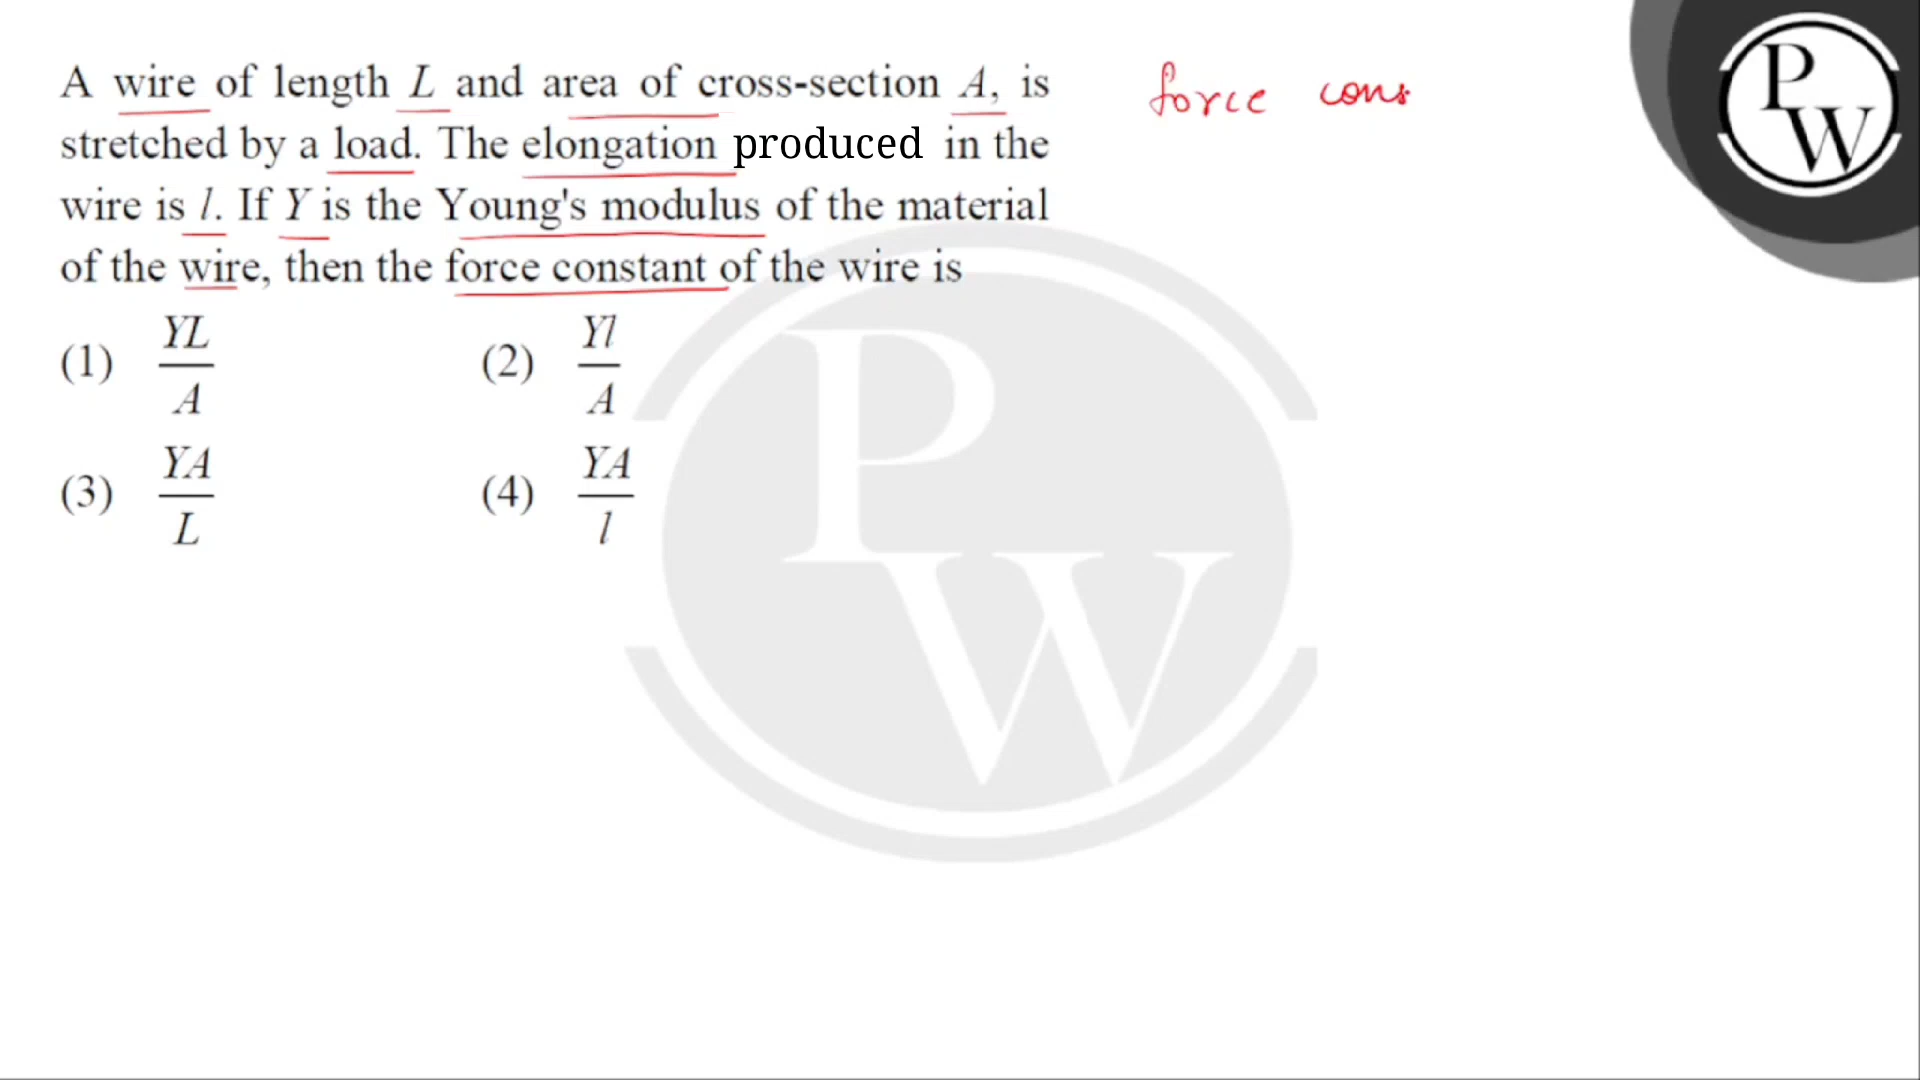 A wire of length L and area of cross-section A, is
stretched by a load. The elongation produced in the
wire is l. If Y is the Young's modulus of the material
of the wire, then the force constant of the wire is
(1) YL/A (2) Yl/A
(3) YA/L (4) YA/l
force cons
PW
PW